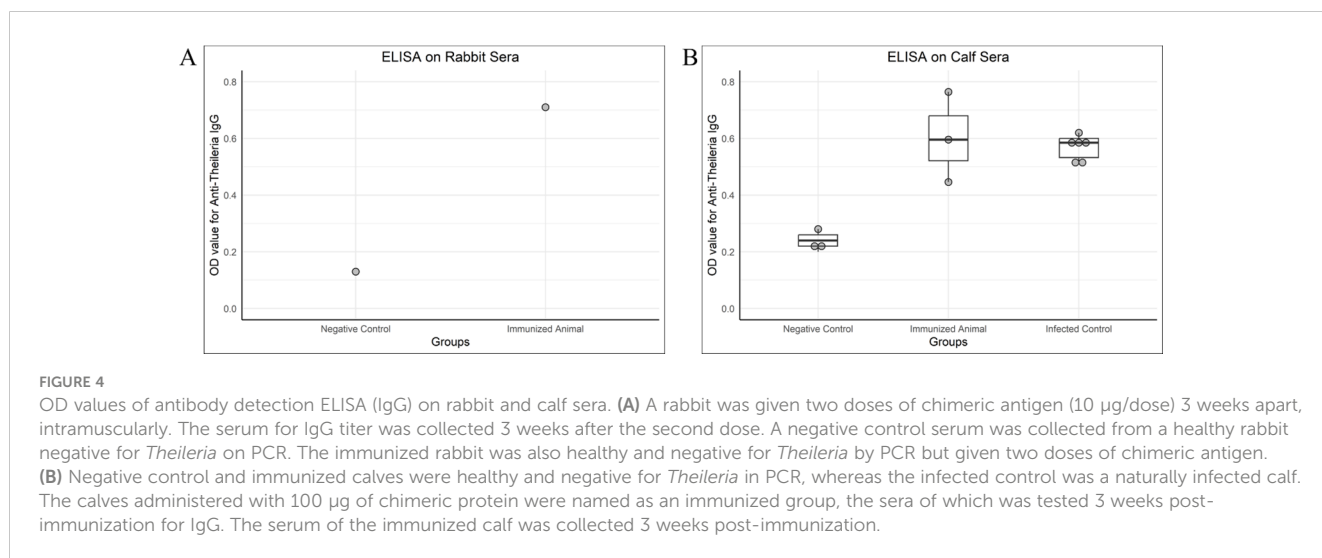 A
ELISA on Rabbit Sera
OD value for Anti-Theileria IgG
0.8
0.6
0.4
0.2
0.0
Negative Control
Immunized Animal
Groups
B
ELISA on Calf Sera
OD value for Anti-Theileria IgG
0.8
0.6
0.4
0.2
0.0
Negative Control
Immunized Animal
Infected Control
Groups
FIGURE 4
OD values of antibody detection ELISA (IgG) on rabbit and calf sera. (A) A rabbit was given two doses of chimeric antigen (10 µg/dose) 3 weeks apart,
intramuscularly. The serum for IgG titer was collected 3 weeks after the second dose. A negative control serum was collected from a healthy rabbit
negative for Theileria on PCR. The immunized rabbit was also healthy and negative for Theileria by PCR but given two doses of chimeric antigen.
(B) Negative control and immunized calves were healthy and negative for Theileria in PCR, whereas the infected control was a naturally infected calf.
The calves administered with 100 µg of chimeric protein were named as an immunized group, the sera of which was tested 3 weeks post-
immunization for IgG. The serum of the immunized calf was collected 3 weeks post-immunization.